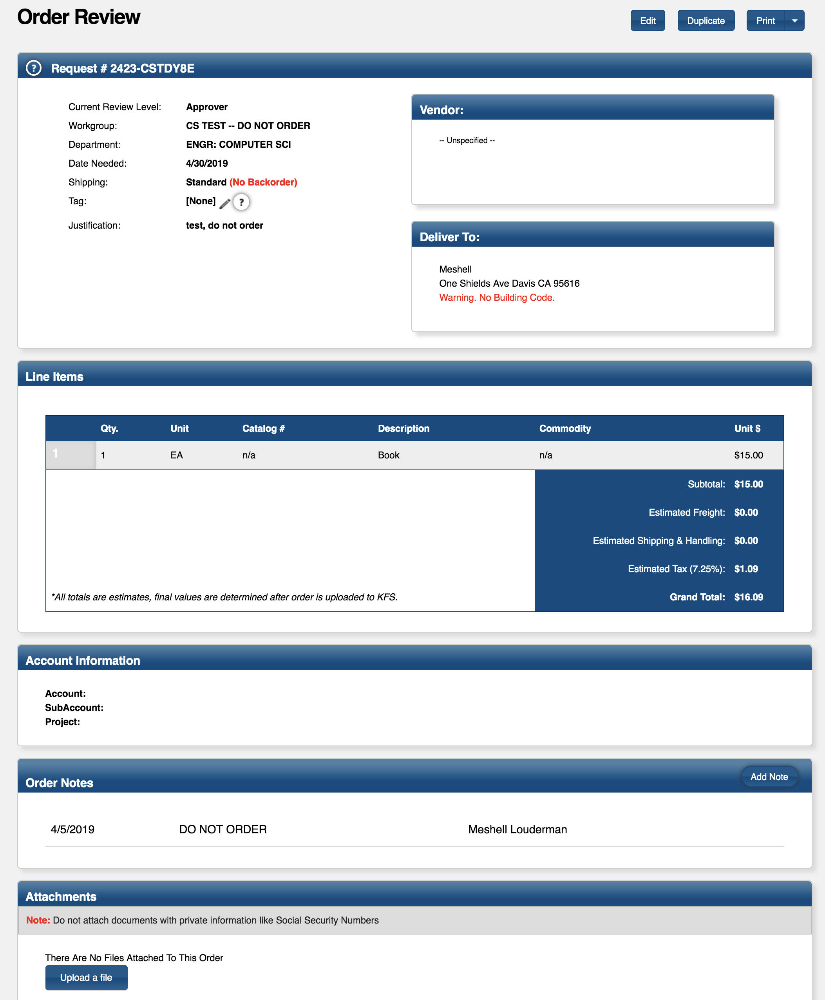 Order Review
Edit Duplicate Print
? Request # 2423-CSTDY8E
Current Review Level: Approver
Workgroup: CS TEST -- DO NOT ORDER
Department: ENGR: COMPUTER SCI
Date Needed: 4/30/2019
Shipping: Standard (No Backorder)
Tag: [None] ?
Justification: test, do not order
Vendor:
-- Unspecified --
Deliver To:
Meshell
One Shields Ave Davis CA 95616
Warning. No Building Code.
Line Items
Qty. Unit Catalog # Description Commodity Unit $
1 1 EA n/a Book n/a $15.00
Subtotal: $15.00
Estimated Freight: $0.00
Estimated Shipping & Handling: $0.00
Estimated Tax (7.25%): $1.09
*All totals are estimates, final values are determined after order is uploaded to KFS. Grand Total: $16.09
Account Information
Account:
SubAccount:
Project:
Order Notes Add Note
4/5/2019 DO NOT ORDER Meshell Louderman
Attachments
Note: Do not attach documents with private information like Social Security Numbers
There Are No Files Attached To This Order
Upload a file